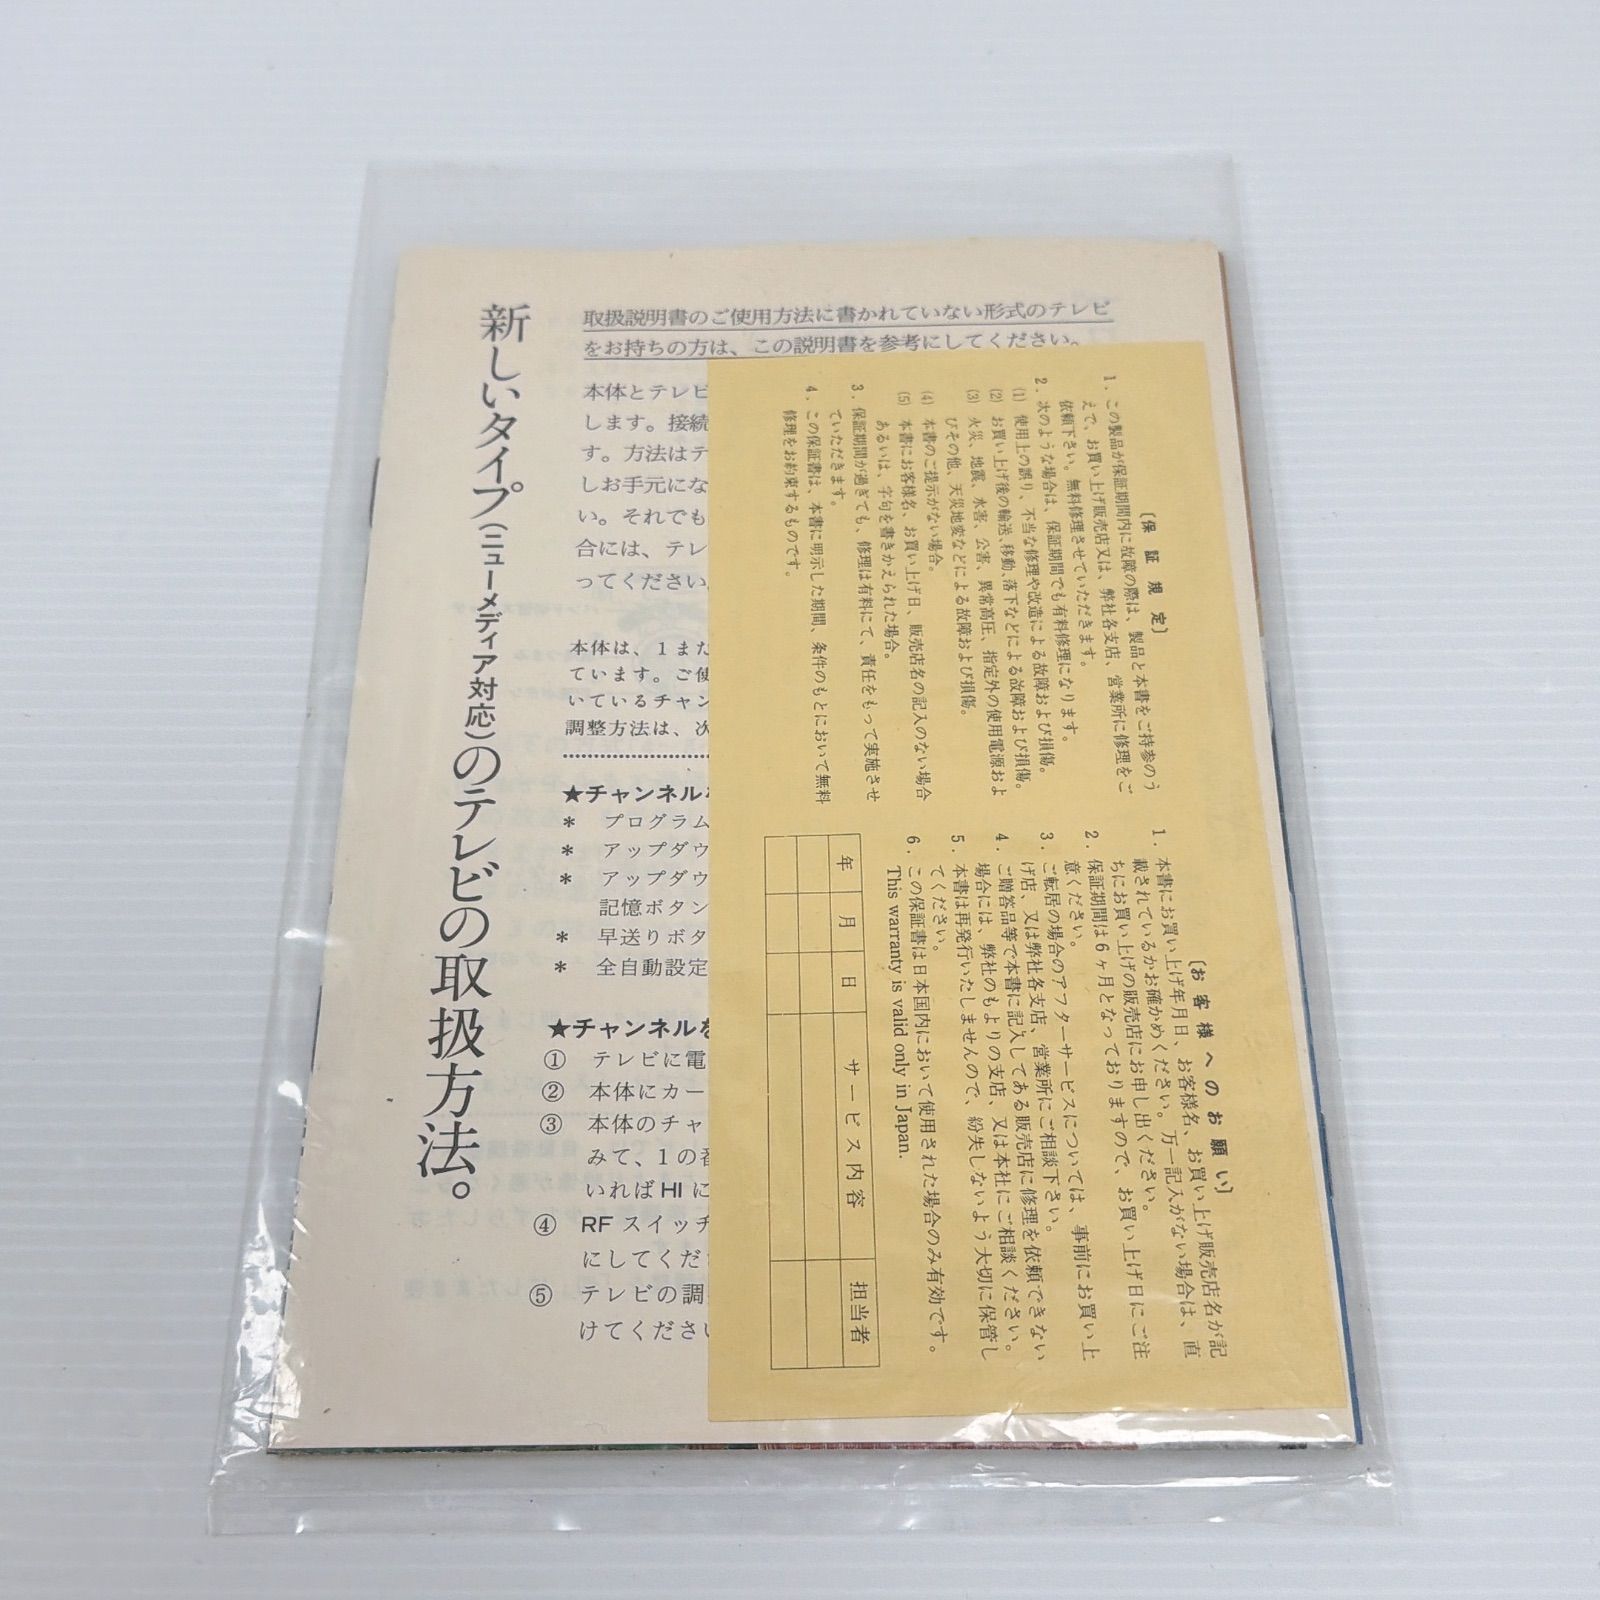 新しいタイプ(ニューメディア対応)のテレビの取扱方法。
取扱説明書のご使用方法に書かれていない形式のテレビ
をお持ちの方は、この説明書を参考にしてください。
本体とテレビ
します。接続
す。方法はテ
しお手元にな
い。それでも
合には、テレ
ってください。
本体は、1また
ています。ご使
いているチャン
調整方法は、次
★チャンネルを
* プログラム
* アップダウ
* アップダウ
記憶ボタン
* 早送りボタ
* 全自動設定
★チャンネルを
① テレビに電
② 本体にカー
③ 本体のチャ
みて、1の番
いればHIに
④ RFスイッチ
にしてくだ
⑤ テレビの調
けてください
〔保証規定〕
1. この製品が保証期間内に故障の際は、製品と本書をご持参のう
えで、お買い上げ販売店又は、弊社各支店、営業所に修理をご
依頼下さい。無料修理させていただきます。
2. 次のような場合は、保証期間でも有料修理になります。
(1) 使用上の誤り、不当な修理や改造による故障および損傷。
(2) お買い上げ後の輸送、移動、落下などによる故障および損傷。
(3) 火災、地震、水害、公害、異常高圧、指定外の使用電源およ
びその他、天災地変などによる故障および損傷。
(4) 本書のご提示がない場合。
(5) 本書にお客様名、お買い上げ日、販売店名の記入のない場合
あるいは、字句を書きかえられた場合。
3. 保証期間が過ぎても、修理は有料にて、責任をもって実施させ
ていただきます。
4. この保証書は、本書に明示した期間、条件のもとにおいて無料
修理をお約束するものです。
〔お客様へのお願い〕
1. 本書にお買い上げ年月日、お客様名、お買い上げ販売店名が記
載されているかお確かめください。万一記入がない場合は、直
ちにお買い上げの販売店にお申し出ください。
2. 保証期間は6ヶ月となっておりますので、お買い上げ日にご注
意ください。
3. ご転居の場合のアフターサービスについては、事前にお買い上
げ店、又は弊社各支店、営業所にご相談下さい。
4. ご贈答品等で本書に記入してある販売店に修理を依頼できない
場合には、弊社のもよりの支店、又は本社にご相談ください。
5. 本書は再発行いたしませんので、紛失しないよう大切に保管し
てください。
6. この保証書は日本国内において使用された場合のみ有効です。
This warranty is valid only in Japan.
年 月 日 サービス内容 担当者